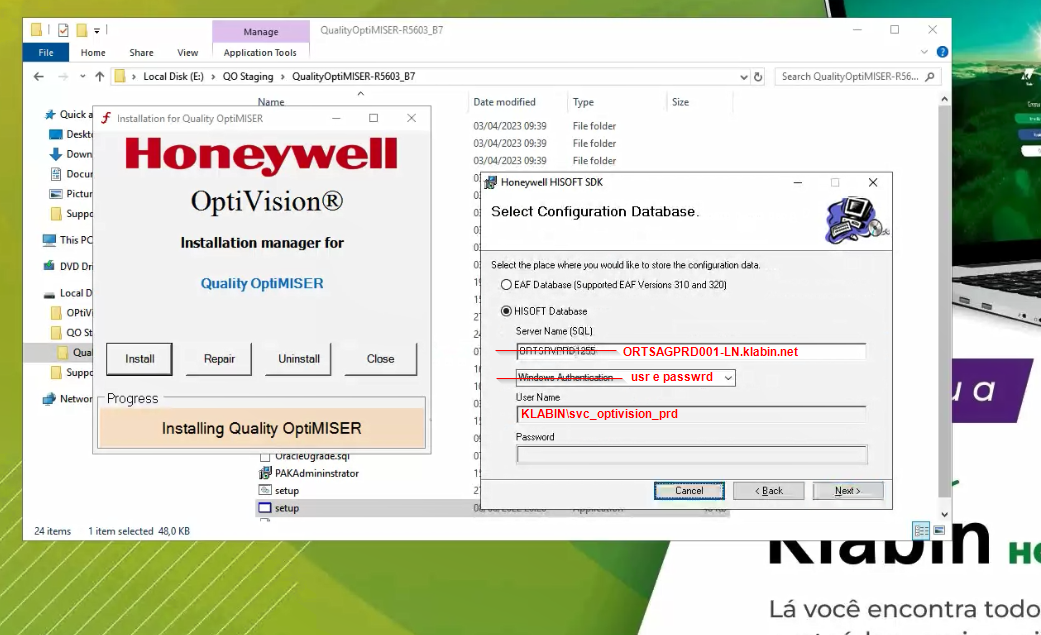 Manage
QualityOptiMISER-R5603_B7
File
Home
Share
View
Application Tools
Local Disk (E:) > QO Staging > QualityOptiMISER-R5603_B7
Search QualityOptiMISER-R56...
Name
Date modified
Type
Size
Quick a
Deskt
Down
Docur
Pictur
Suppo
This PC
DVD Dri
Local D
OPtiVi
QO St
Qual
Suppo
Networ
03/04/2023 09:39 File folder
03/04/2023 09:39 File folder
03/04/2023 09:39 File folder
Installation for Quality OptiMISER
Honeywell
OptiVision®
Installation manager for
Quality OptiMISER
Install
Repair
Uninstall
Close
Progress
Installing Quality OptiMISER
OracleUgrade.sql
PAKAdmininstrator
setup
setup
24 items
1 item selected 48,0 KB
Honeywell HISOFT SDK
Select Configuration Database.
Select the place where you would like to store the configuration data.
EAF Database (Supported EAF Versions 310 and 320)
HISOFT Database
Server Name (SQL)
ORTSRVPRD1255
ORTSAGPRD001-LN.klabin.net
Windows Authentication
usr e passwrd
User Name
KLABIN\svc_optivision_prd
Password
Cancel
< Back
Next >
u a
Klabin
Lá você encontra todo